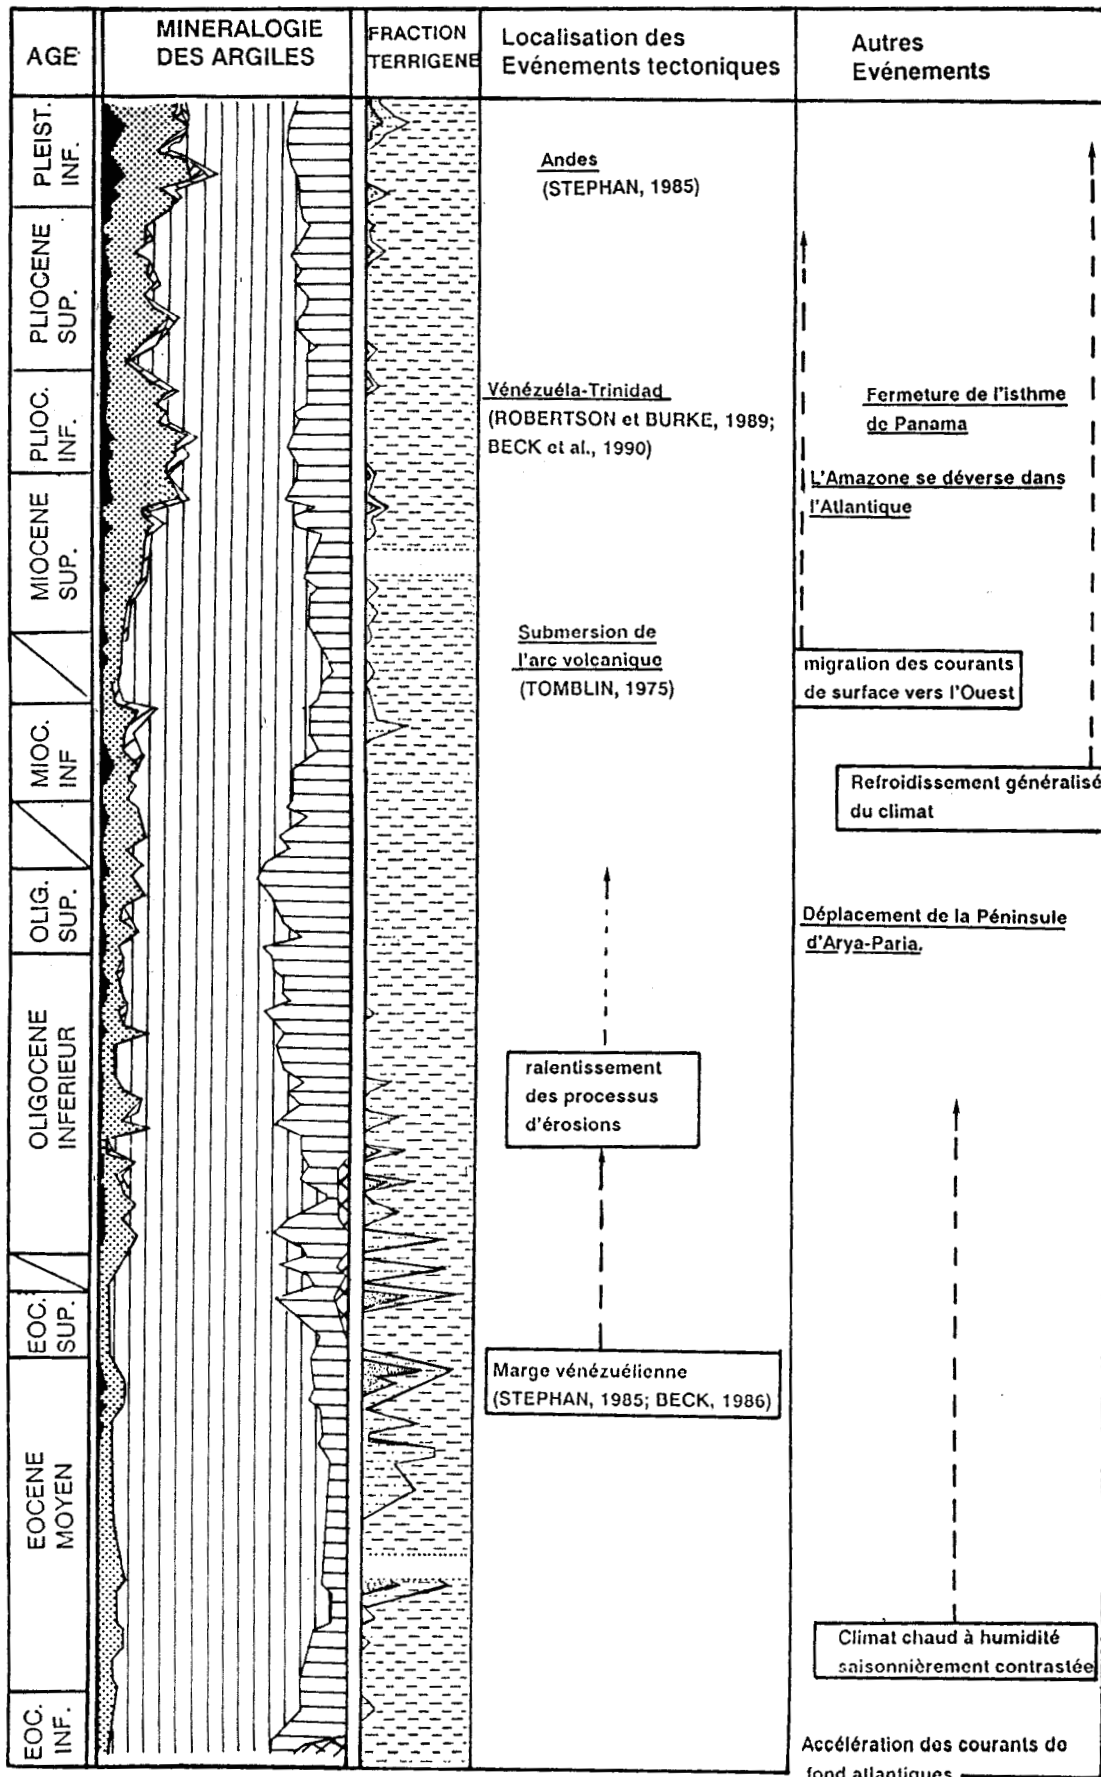 AGE
MINERALOGIE
DES ARGILES
FRACTION
TERRIGENE
Localisation des
Evénements tectoniques
Autres
Evénements
PLEIST.
INF.
PLIOCENE
SUP.
PLIOC.
INF.
MIOCENE
SUP.
MIOC.
INF
OLIG.
SUP.
OLIGOCENE
INFERIEUR
EOC.
SUP.
EOCENE
MOYEN
EOC.
INF.
Andes
(STEPHAN, 1985)
Vénézuéla-Trinidad
(ROBERTSON et BURKE, 1989;
BECK et al., 1990)
Submersion de
l'arc volcanique
(TOMBLIN, 1975)
ralentissement
des processus
d'érosions
Marge vénézuélienne
(STEPHAN, 1985; BECK, 1986)
Fermeture de l'isthme
de Panama
L'Amazone se déverse dans
l'Atlantique
migration des courants
de surface vers l'Ouest
Refroidissement généralisé
du climat
Déplacement de la Péninsule
d'Arya-Paria.
Climat chaud à humidité
saisonnièrement contrastée
Accélération des courants de
fond atlantiques